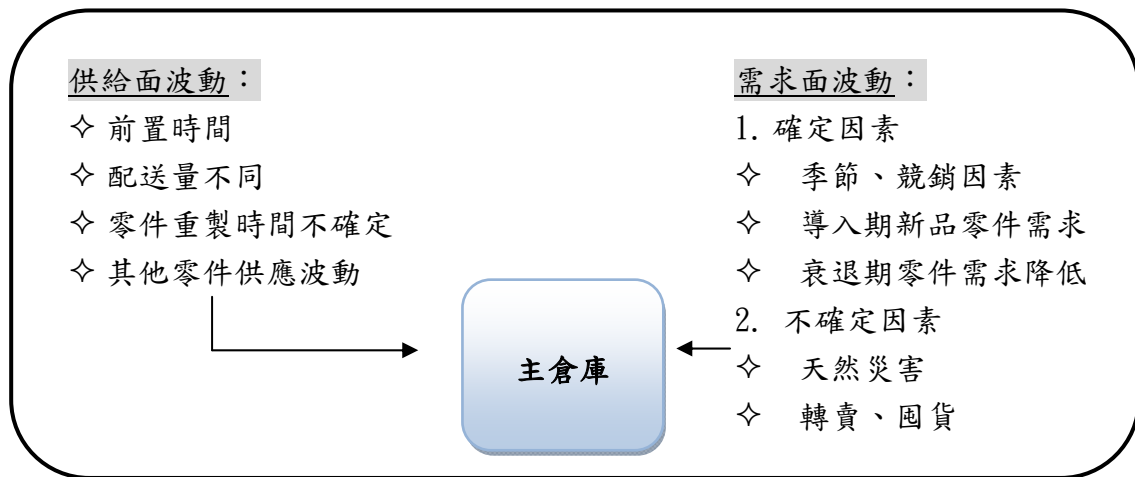 供給面波動：
✧ 前置時間
✧ 配送量不同
✧ 零件重製時間不確定
✧ 其他零件供應波動
主倉庫
需求面波動：
1. 確定因素
✧ 季節、競銷因素
✧ 導入期新品零件需求
✧ 衰退期零件需求降低
2. 不確定因素
✧ 天然災害
✧ 轉賣、囤貨